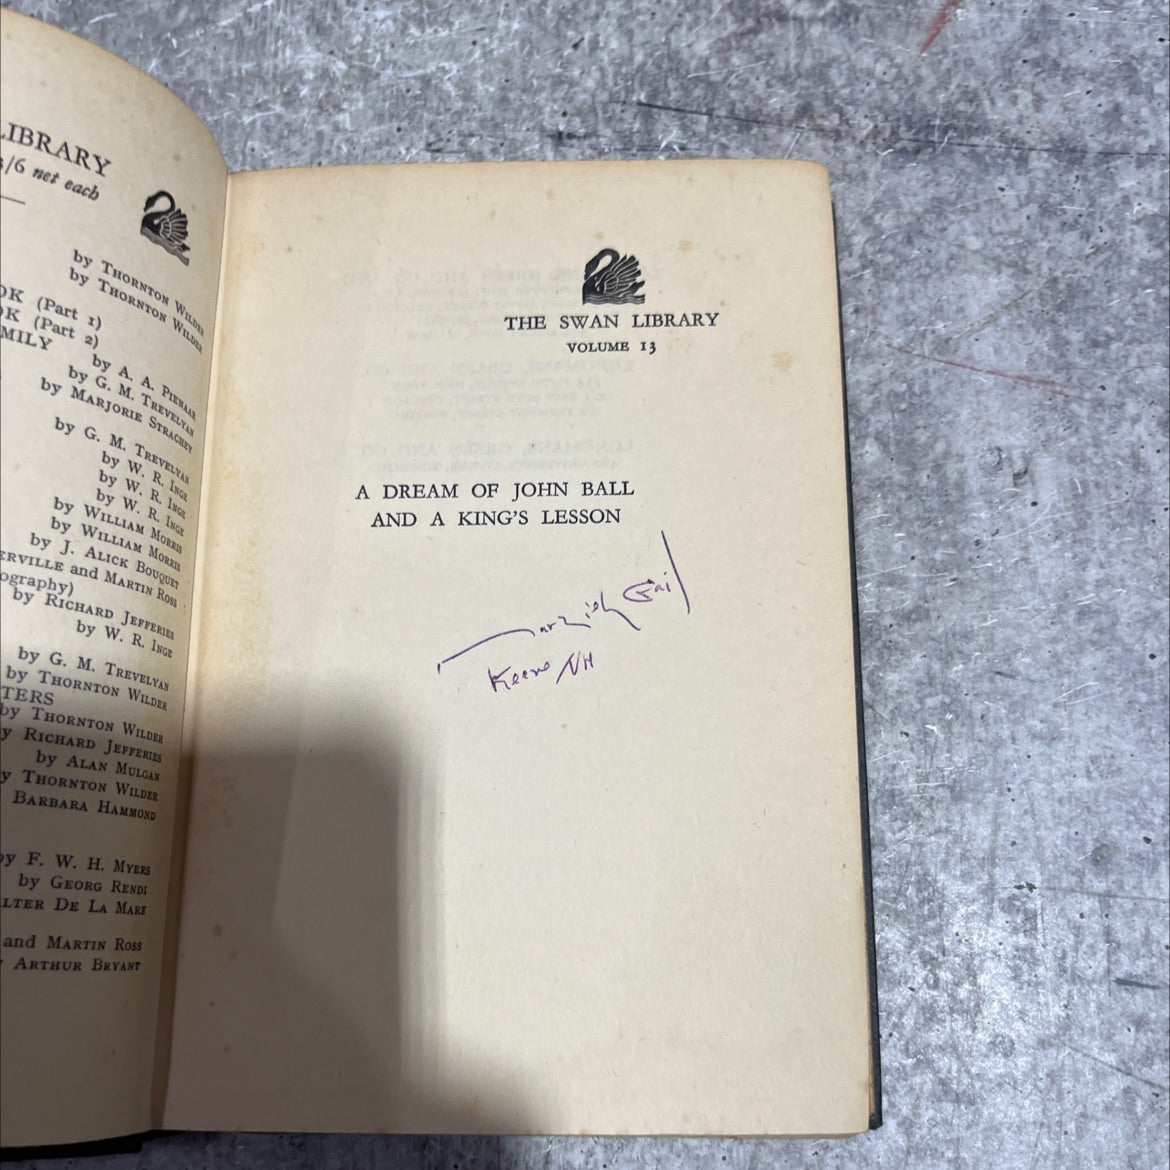 LIBRARY
3/6 net each
by THORNTON WILDER
by THORNTON WILDER
OK (Part 1)
OK (Part 2)
MILY
by A. A. PIENAAR
by G. M. TREVELYAN
by MARJORIE STRACHEY
by G. M. TREVELYAN
by W. R. INGE
by W. R. INGE
by W. R. INGE
by WILLIAM MORRIS
by WILLIAM MORRIS
by J. ALICK BOUQUET
ERVILLE and MARTIN ROSS
ography)
by RICHARD JEFFERIES
by W. R. INGE
by G. M. TREVELYAN
by THORNTON WILDER
TERS
by THORNTON WILDER
y RICHARD JEFFERIES
by ALAN MULGAN
y THORNTON WILDER
BARBARA HAMMOND
by F. W. H. MYERS
by GEORG RENDI
LTER DE LA MARE
and MARTIN ROSS
y ARTHUR BRYANT
THE SWAN LIBRARY
VOLUME 13
A DREAM OF JOHN BALL
AND A KING'S LESSON
Marzieh Gail
Keene NH